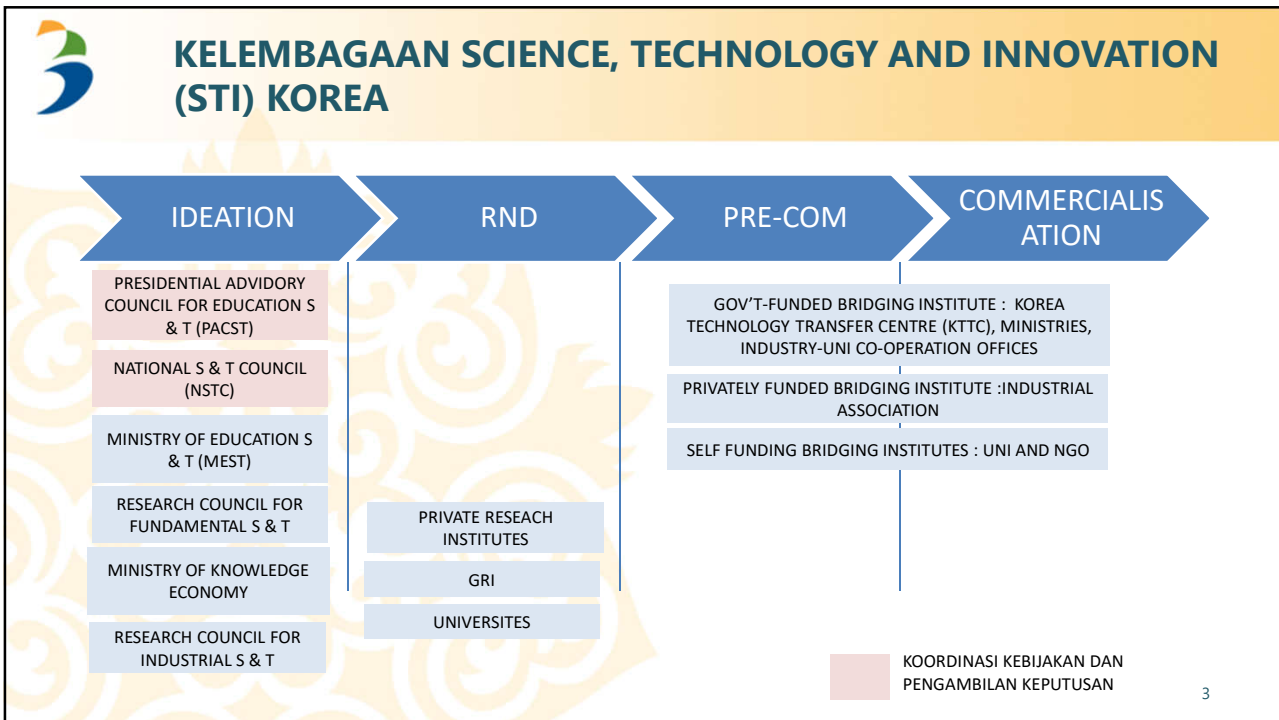 KELEMBAGAAN SCIENCE, TECHNOLOGY AND INNOVATION
(STI) KOREA
IDEATION
RND
PRE-COM
COMMERCIALIS
ATION
PRESIDENTIAL ADVIDORY
COUNCIL FOR EDUCATION S
& T (PACST)
NATIONAL S & T COUNCIL
(NSTC)
MINISTRY OF EDUCATION S
& T (MEST)
RESEARCH COUNCIL FOR
FUNDAMENTAL S & T
MINISTRY OF KNOWLEDGE
ECONOMY
RESEARCH COUNCIL FOR
INDUSTRIAL S & T
PRIVATE RESEACH
INSTITUTES
GRI
UNIVERSITES
GOV’T-FUNDED BRIDGING INSTITUTE : KOREA
TECHNOLOGY TRANSFER CENTRE (KTTC), MINISTRIES,
INDUSTRY-UNI CO-OPERATION OFFICES
PRIVATELY FUNDED BRIDGING INSTITUTE :INDUSTRIAL
ASSOCIATION
SELF FUNDING BRIDGING INSTITUTES : UNI AND NGO
KOORDINASI KEBIJAKAN DAN
PENGAMBILAN KEPUTUSAN
3